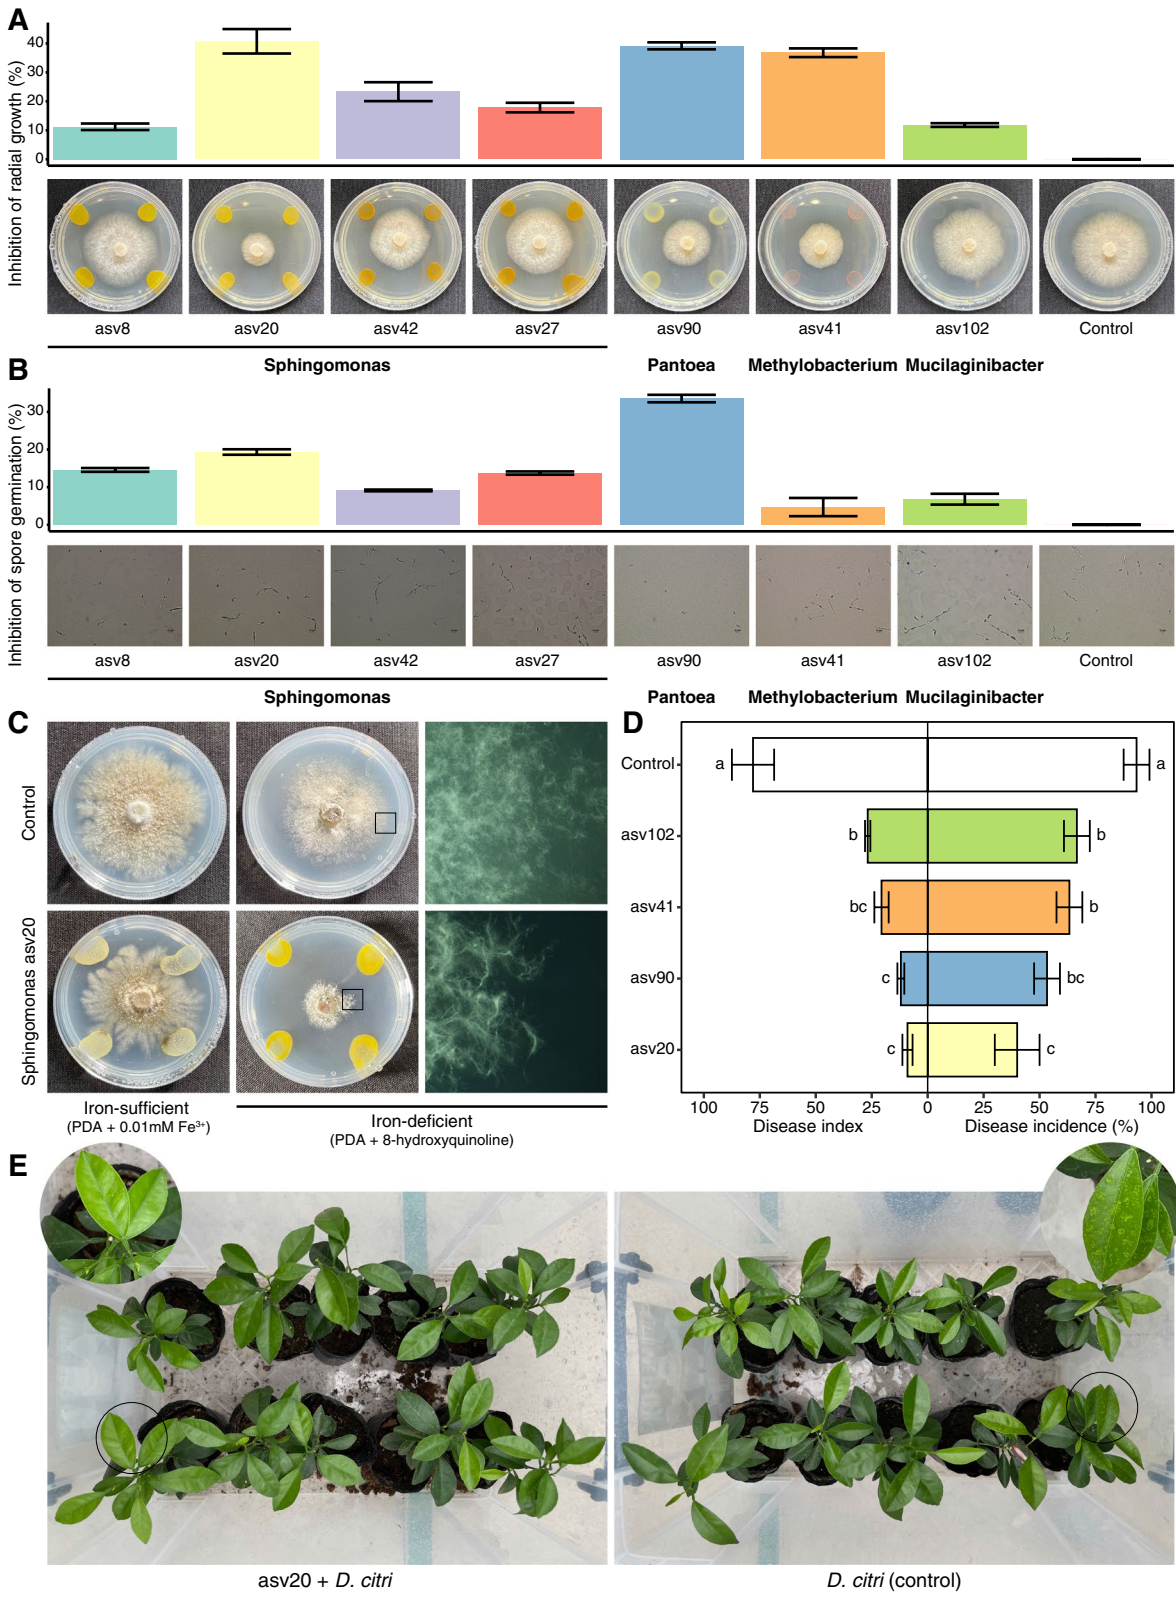 A
Inhibition of radial growth (%)
40
30
20
10
0
asv8 asv20 asv42 asv27 asv90 asv41 asv102 Control
Sphingomonas Pantoea Methylobacterium Mucilaginibacter
B
Inhibition of spore germination (%)
30
20
10
0
asv8 asv20 asv42 asv27 asv90 asv41 asv102 Control
Sphingomonas Pantoea Methylobacterium Mucilaginibacter
C
Control
Shpingomonas asv20
Iron-sufficient
(PDA + 0.01mM Fe³⁺)
Iron-deficient
(PDA + 8-hydroxyquinoline)
D
Control a a
asv102 b b
asv41 bc b
asv90 c bc
asv20 c c
100 75 50 25 0 25 50 75 100
Disease index Disease incidence (%)
E
asv20 + D. citri
D. citri (control)